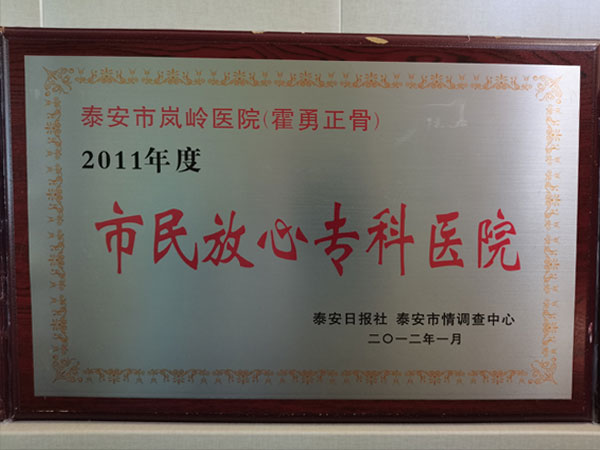 泰安市岚岭医院(霍勇正骨)
2011年度
市民放心专科医院
泰安日报社 泰安市情调查中心
二〇一二年一月